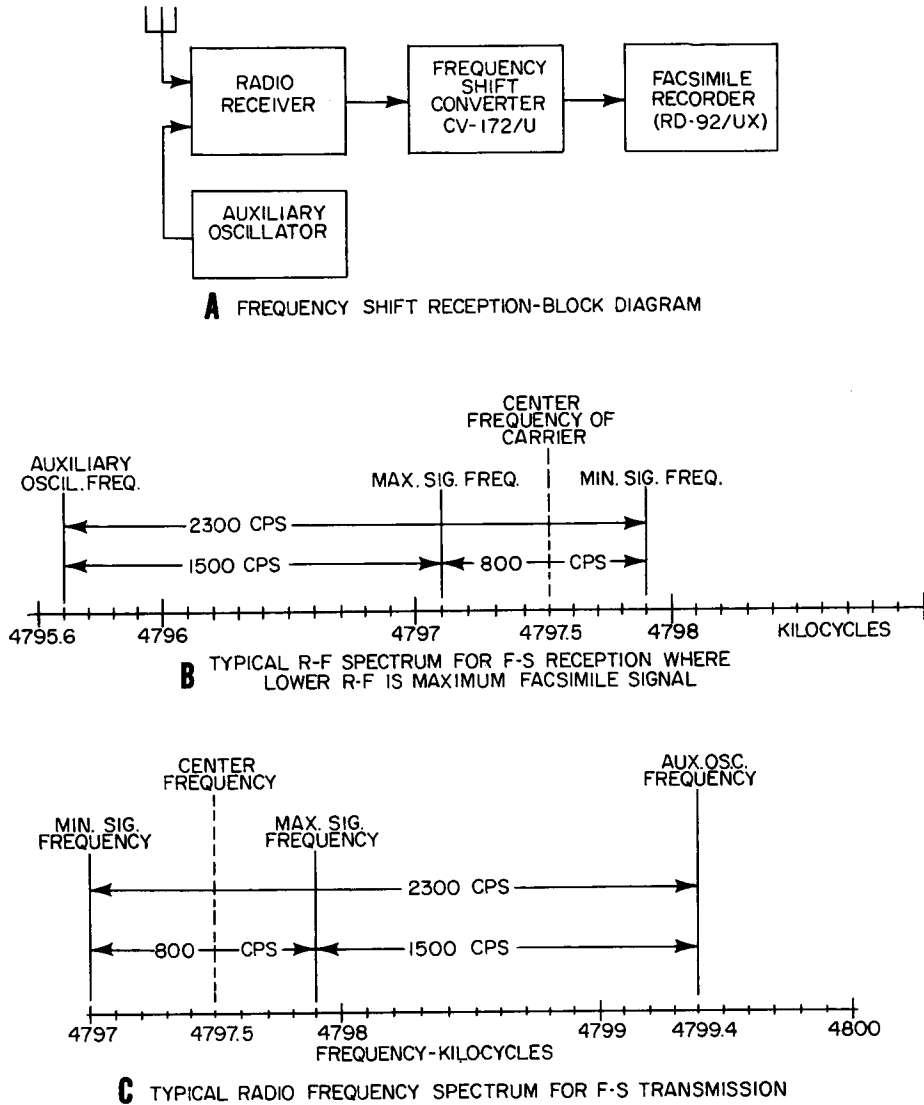 RADIO
RECEIVER
FREQUENCY
SHIFT
CONVERTER
CV-172/U
FACSIMILE
RECORDER
(RD-92/UX)
AUXILIARY
OSCILLATOR
A FREQUENCY SHIFT RECEPTION-BLOCK DIAGRAM
CENTER
FREQUENCY OF
CARRIER
AUXILIARY
OSCIL. FREQ.
MAX. SIG. FREQ.
MIN. SIG. FREQ.
2300 CPS
1500 CPS
800 CPS
4795.6 4796 4797 4797.5 4798 KILOCYCLES
B TYPICAL R-F SPECTRUM FOR F-S RECEPTION WHERE
LOWER R-F IS MAXIMUM FACSIMILE SIGNAL
CENTER
FREQUENCY
AUX.OSC.
FREQUENCY
MIN. SIG.
FREQUENCY
MAX. SIG.
FREQUENCY
2300 CPS
800 CPS
1500 CPS
4797 4797.5 4798 4799 4799.4 4800
FREQUENCY-KILOCYCLES
C TYPICAL RADIO FREQUENCY SPECTRUM FOR F-S TRANSMISSION